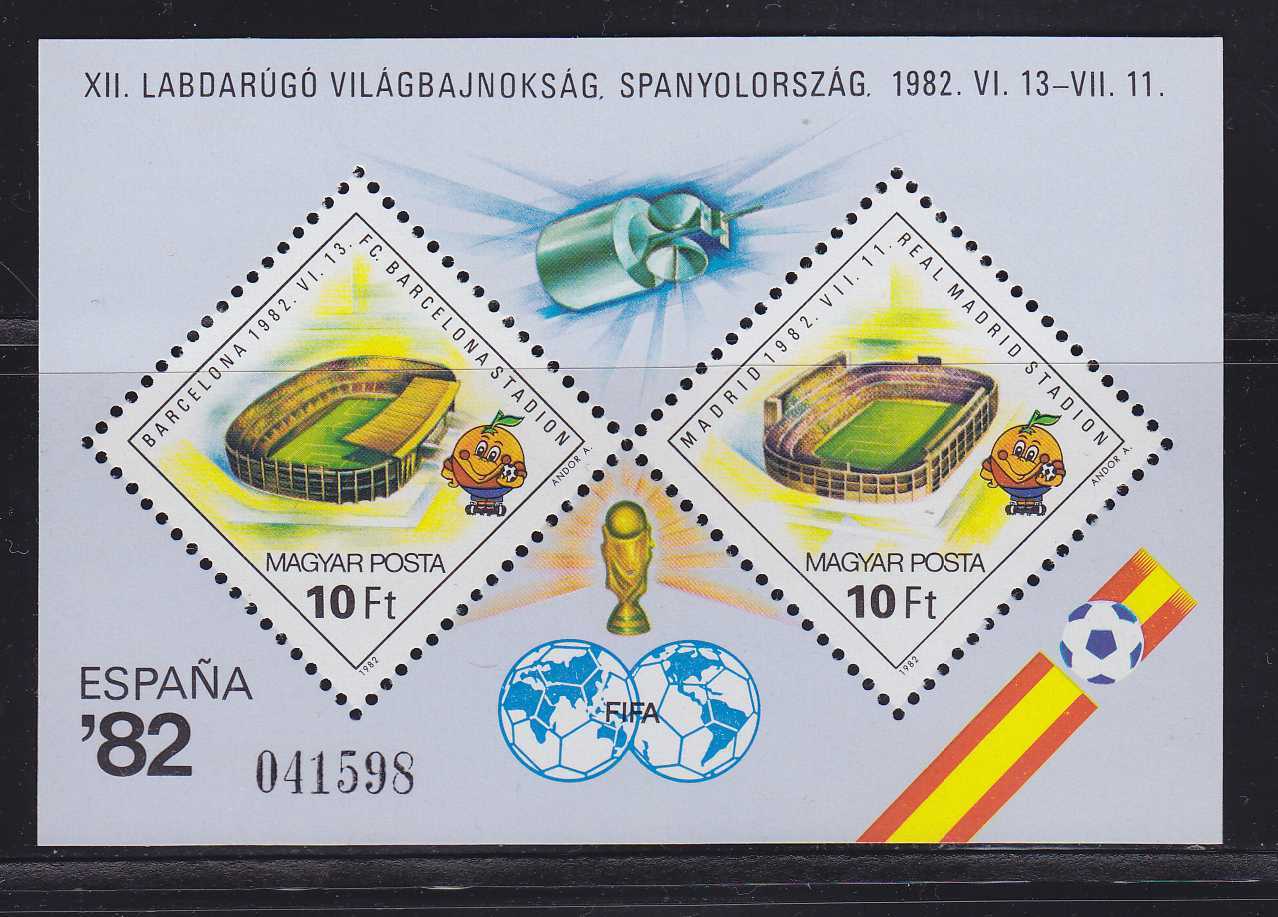 XII. LABDARÚGÓ VILÁGBAJNOKSÁG, SPANYOLORSZÁG, 1982. VI. 13–VII. 11.
BARCELONA 1982. VI. 13.
FC. BARCELONA STADION
ANDOR A.
MAGYAR POSTA
10 Ft
1982
MADRID 1982. VII. 11.
REAL MADRID STADION
ANDOR A.
MAGYAR POSTA
10 Ft
1982
ESPAÑA
'82
041598
FIFA